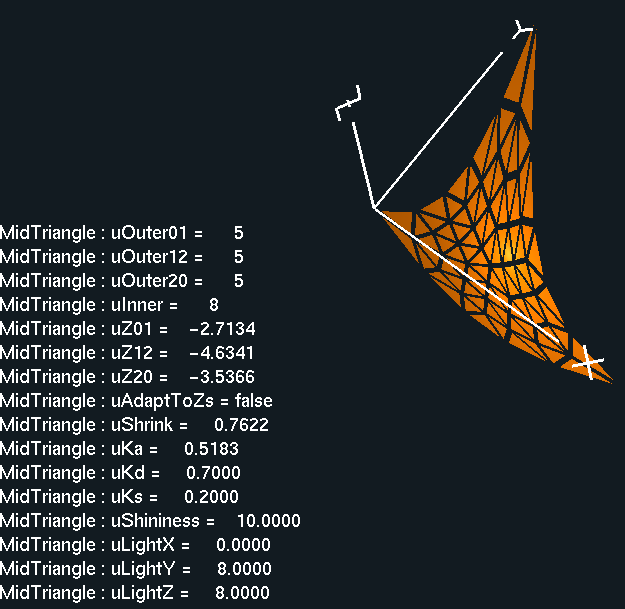 Y
Z
MidTriangle : uOuter01 = 5
MidTriangle : uOuter12 = 5
MidTriangle : uOuter20 = 5
MidTriangle : uInner = 8
MidTriangle : uZ01 = -2.7134
MidTriangle : uZ12 = -4.6341
MidTriangle : uZ20 = -3.5366
X
MidTriangle : uAdaptToZs = false
MidTriangle : uShrink = 0.7622
MidTriangle : uKa = 0.5183
MidTriangle : uKd = 0.7000
MidTriangle : uKs = 0.2000
MidTriangle : uShininess = 10.0000
MidTriangle : uLightX = 0.0000
MidTriangle : uLightY = 8.0000
MidTriangle : uLightZ = 8.0000